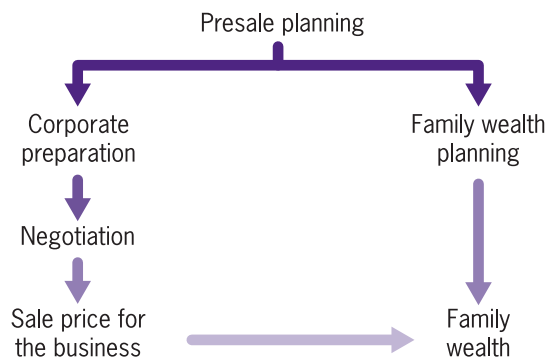 Presale planning
Corporate
preparation
Family wealth
planning
Negotiation
Sale price for
the business
Family
wealth